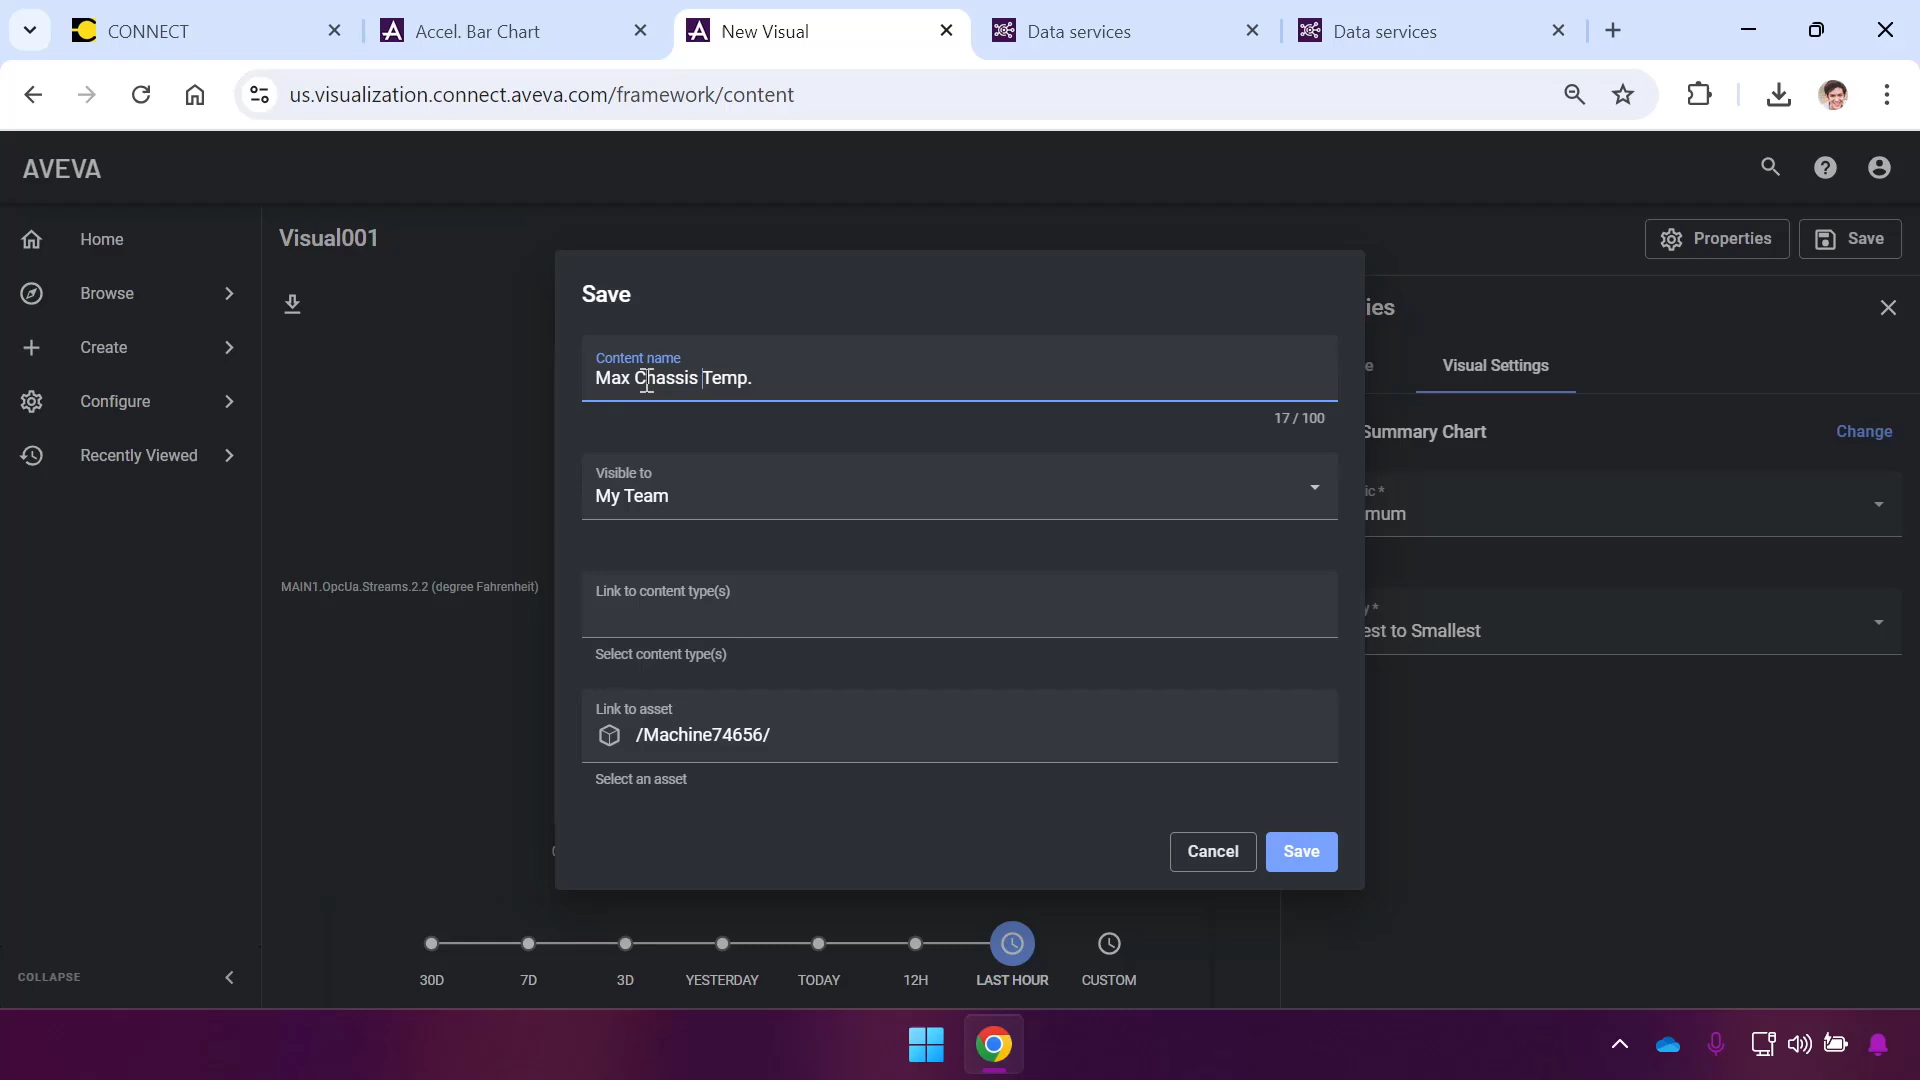 CONNECT
Accel. Bar Chart
New Visual
Data services
Data services
us.visualization.connect.aveva.com/framework/content
AVEVA
Home
Browse
Create
Configure
Recently Viewed
COLLAPSE
Visual001
Properties
Save
MAIN1.OpcUa.Streams.2.2 (degree Fahrenheit)
Save
Content name
Max Chassis Temp.
17 / 100
Visible to
My Team
Link to content type(s)
Select content type(s)
Link to asset
/Machine74656/
Select an asset
Cancel
Save
ies
e
Visual Settings
Summary Chart
Change
ic *
mum
y *
est to Smallest
30D
7D
3D
YESTERDAY
TODAY
12H
LAST HOUR
CUSTOM